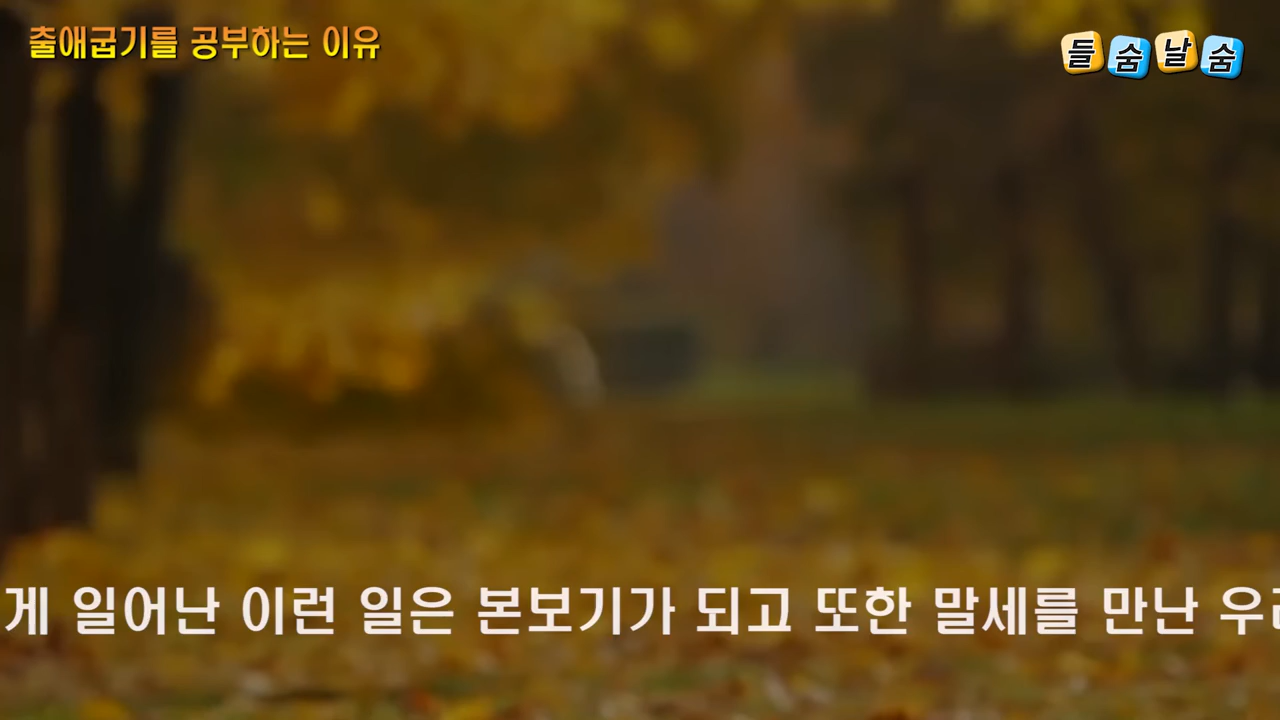 출애굽기를 공부하는 이유
들숨날숨
게 일어난 이런 일은 본보기가 되고 또한 말세를 만난 우